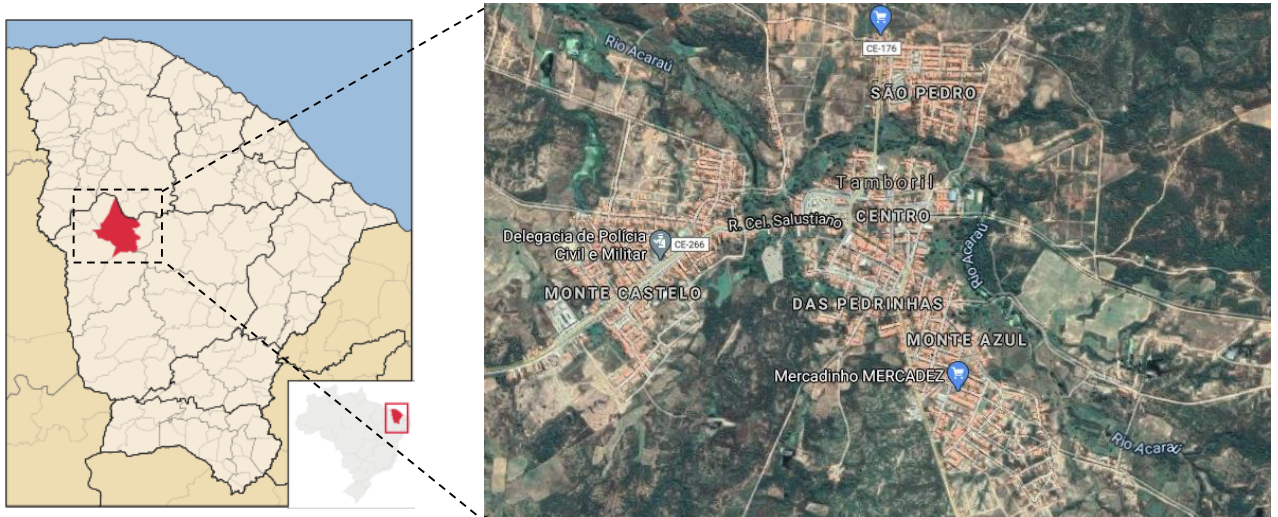 Rio Acaraú
CE-176
SÃO PEDRO
Tamboril
CENTRO
R. Cel. Salustiano
Delegacia de Polícia
Civil e Militar
CE-266
Rio Acaraú
MONTE CASTELO
DAS PEDRINHAS
MONTE AZUL
Mercadinho MERCADEZ
Rio Acaraú